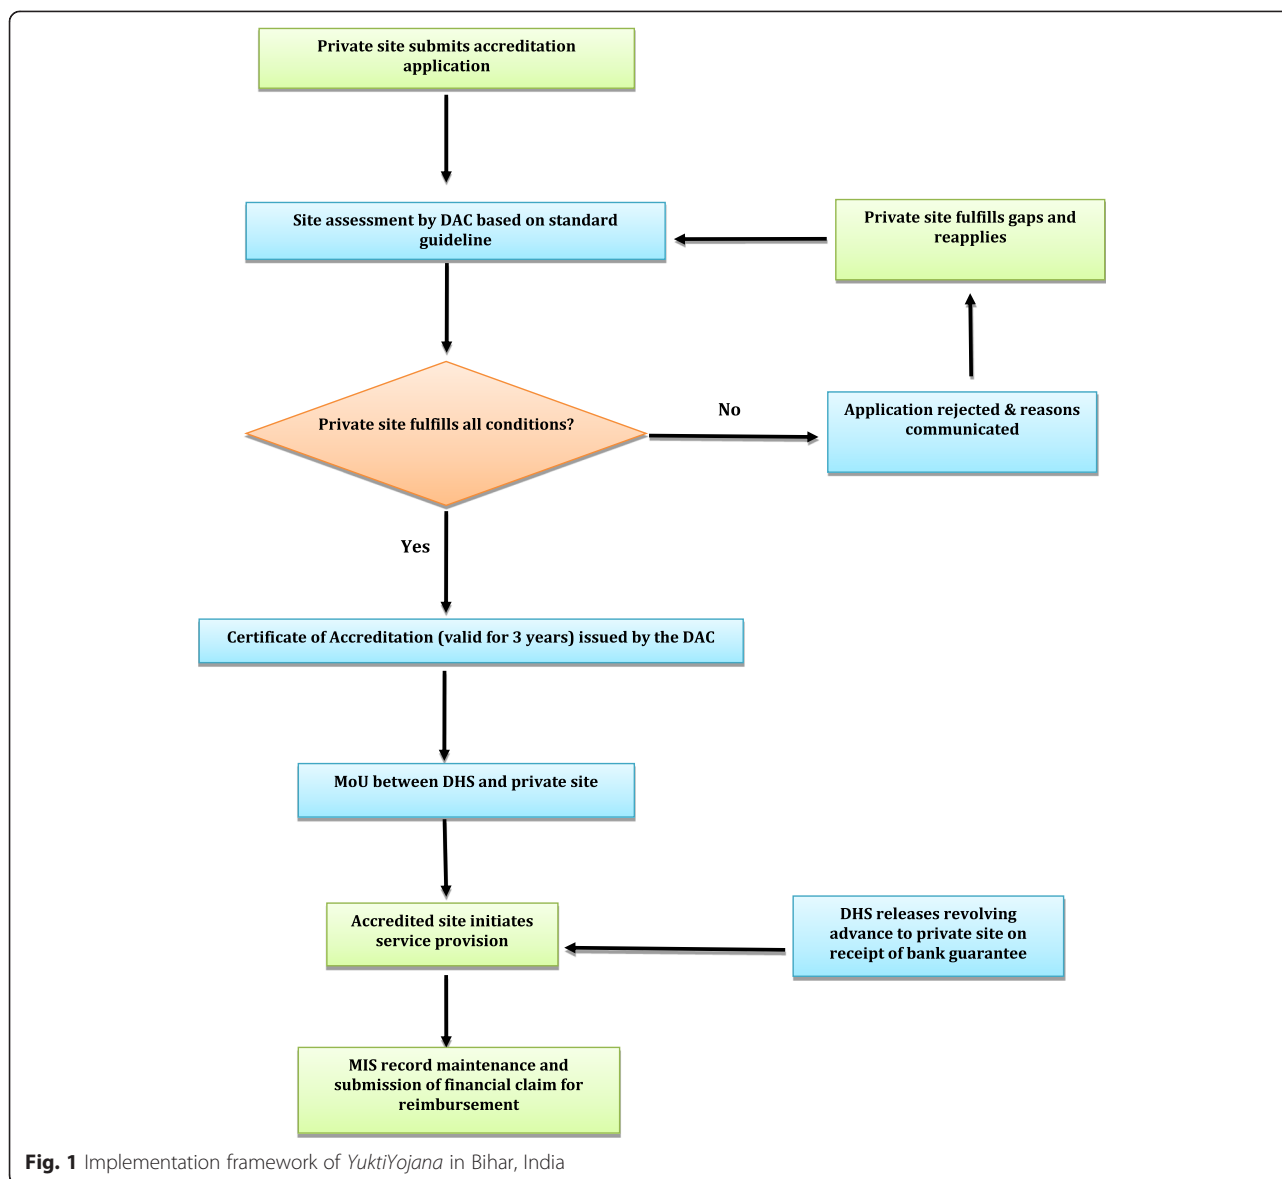 Private site submits accreditation
application
Site assessment by DAC based on standard
guideline
Private site fulfills gaps and
reapplies
Private site fulfills all conditions?
No
Application rejected & reasons
communicated
Yes
Certificate of Accreditation (valid for 3 years) issued by the DAC
MoU between DHS and private site
Accredited site initiates
service provision
DHS releases revolving
advance to private site on
receipt of bank guarantee
MIS record maintenance and
submission of financial claim for
reimbursement
Fig. 1 Implementation framework of YuktiYojana in Bihar, India